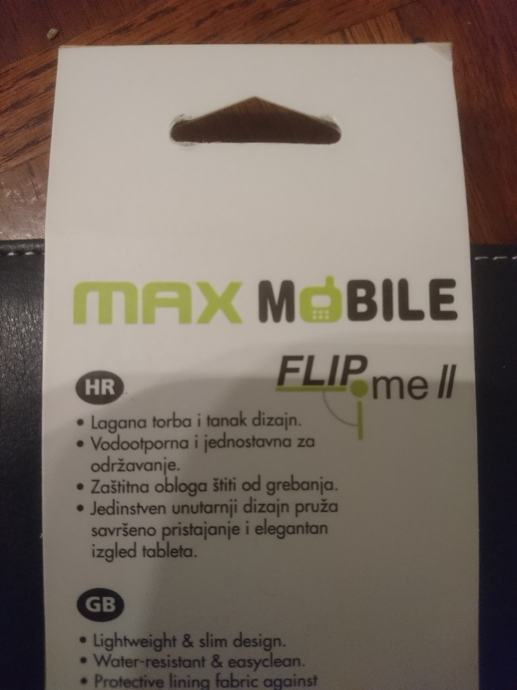 MAX MOBILE
FLIP.me II
HR
• Lagana torba i tanak dizajn.
• Vodootporna i jednostavna za
održavanje.
• Zaštitna obloga štiti od grebanja.
• Jedinstven unutarnji dizajn pruža
savršeno pristajanje i elegantan
izgled tableta.
GB
• Lightweight & slim design.
• Water-resistant & easyclean.
• Protective lining fabric against